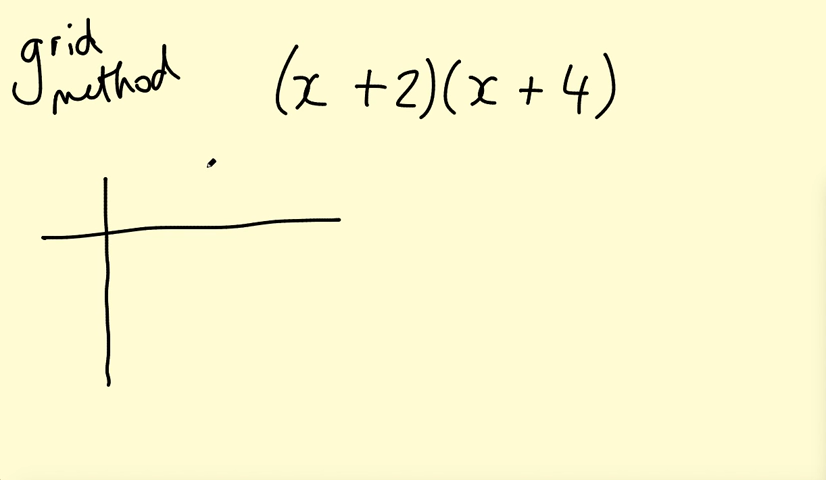 grid
method
(x +2)(x + 4)